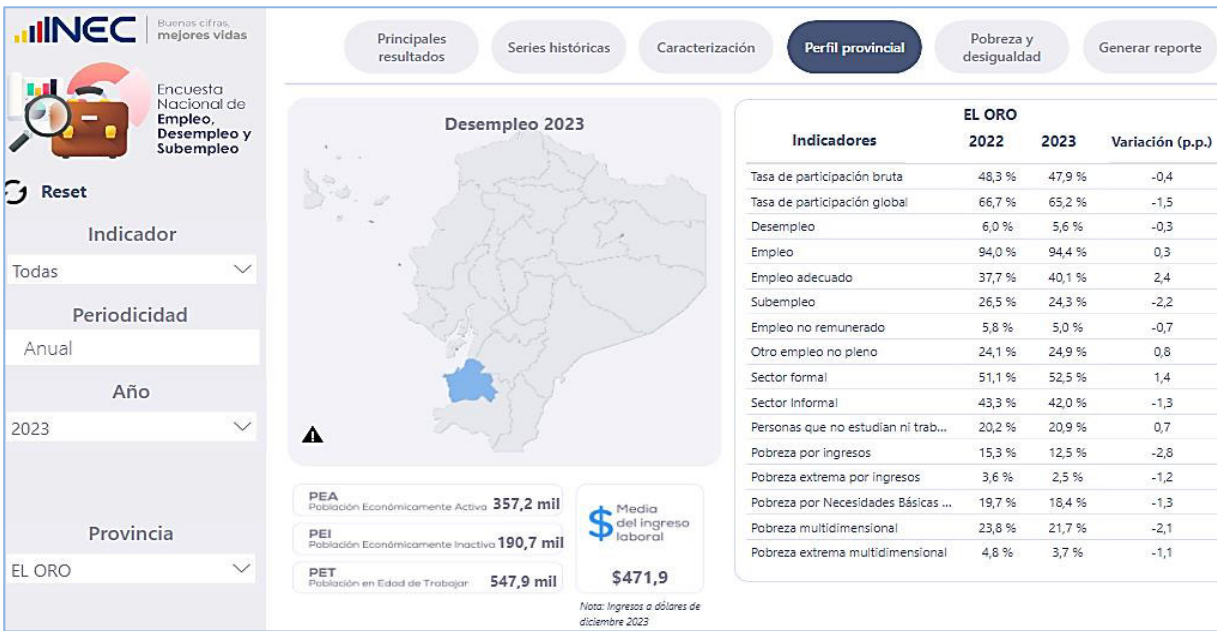 INEC
Buenas cifras,
mejores vidas
Encuesta
Nacional de
Empleo,
Desempleo y
Subempleo
Reset
Indicador
Todas
Periodicidad
Anual
Año
2023
Provincia
EL ORO
Principales
resultados
Series históricas
Caracterización
Perfil provincial
Pobreza y
desigualdad
Generar reporte
Desempleo 2023
PEA
Población Económicamente Activa 357,2 mil
PEI
Población Económicamente Inactiva 190,7 mil
PET
Población en Edad de Trabajar 547,9 mil
$ Media
del ingreso
laboral
$471,9
Nota: Ingresos a dólares de
diciembre 2023
EL ORO
Indicadores 2022 2023 Variación (p.p.)
Tasa de participación bruta 48,3 % 47,9 % -0,4
Tasa de participación global 66,7 % 65,2 % -1,5
Desempleo 6,0 % 5,6 % -0,3
Empleo 94,0 % 94,4 % 0,3
Empleo adecuado 37,7 % 40,1 % 2,4
Subempleo 26,5 % 24,3 % -2,2
Empleo no remunerado 5,8 % 5,0 % -0,7
Otro empleo no pleno 24,1 % 24,9 % 0,8
Sector formal 51,1 % 52,5 % 1,4
Sector Informal 43,3 % 42,0 % -1,3
Personas que no estudian ni trab... 20,2 % 20,9 % 0,7
Pobreza por ingresos 15,3 % 12,5 % -2,8
Pobreza extrema por ingresos 3,6 % 2,5 % -1,2
Pobreza por Necesidades Básicas ... 19,7 % 18,4 % -1,3
Pobreza multidimensional 23,8 % 21,7 % -2,1
Pobreza extrema multidimensional 4,8 % 3,7 % -1,1